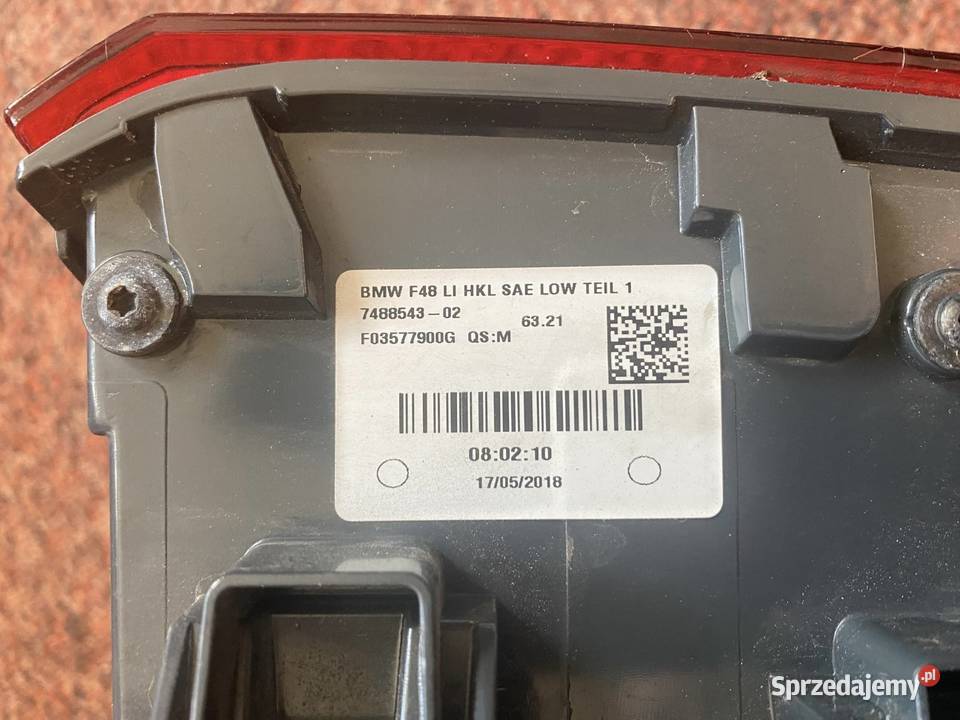 BMW F48 LI HKL SAE LOW TEIL 1
7488543-02 63.21
F03577900G QS:M
08:02:10
17/05/2018
Sprzedajemy.pl